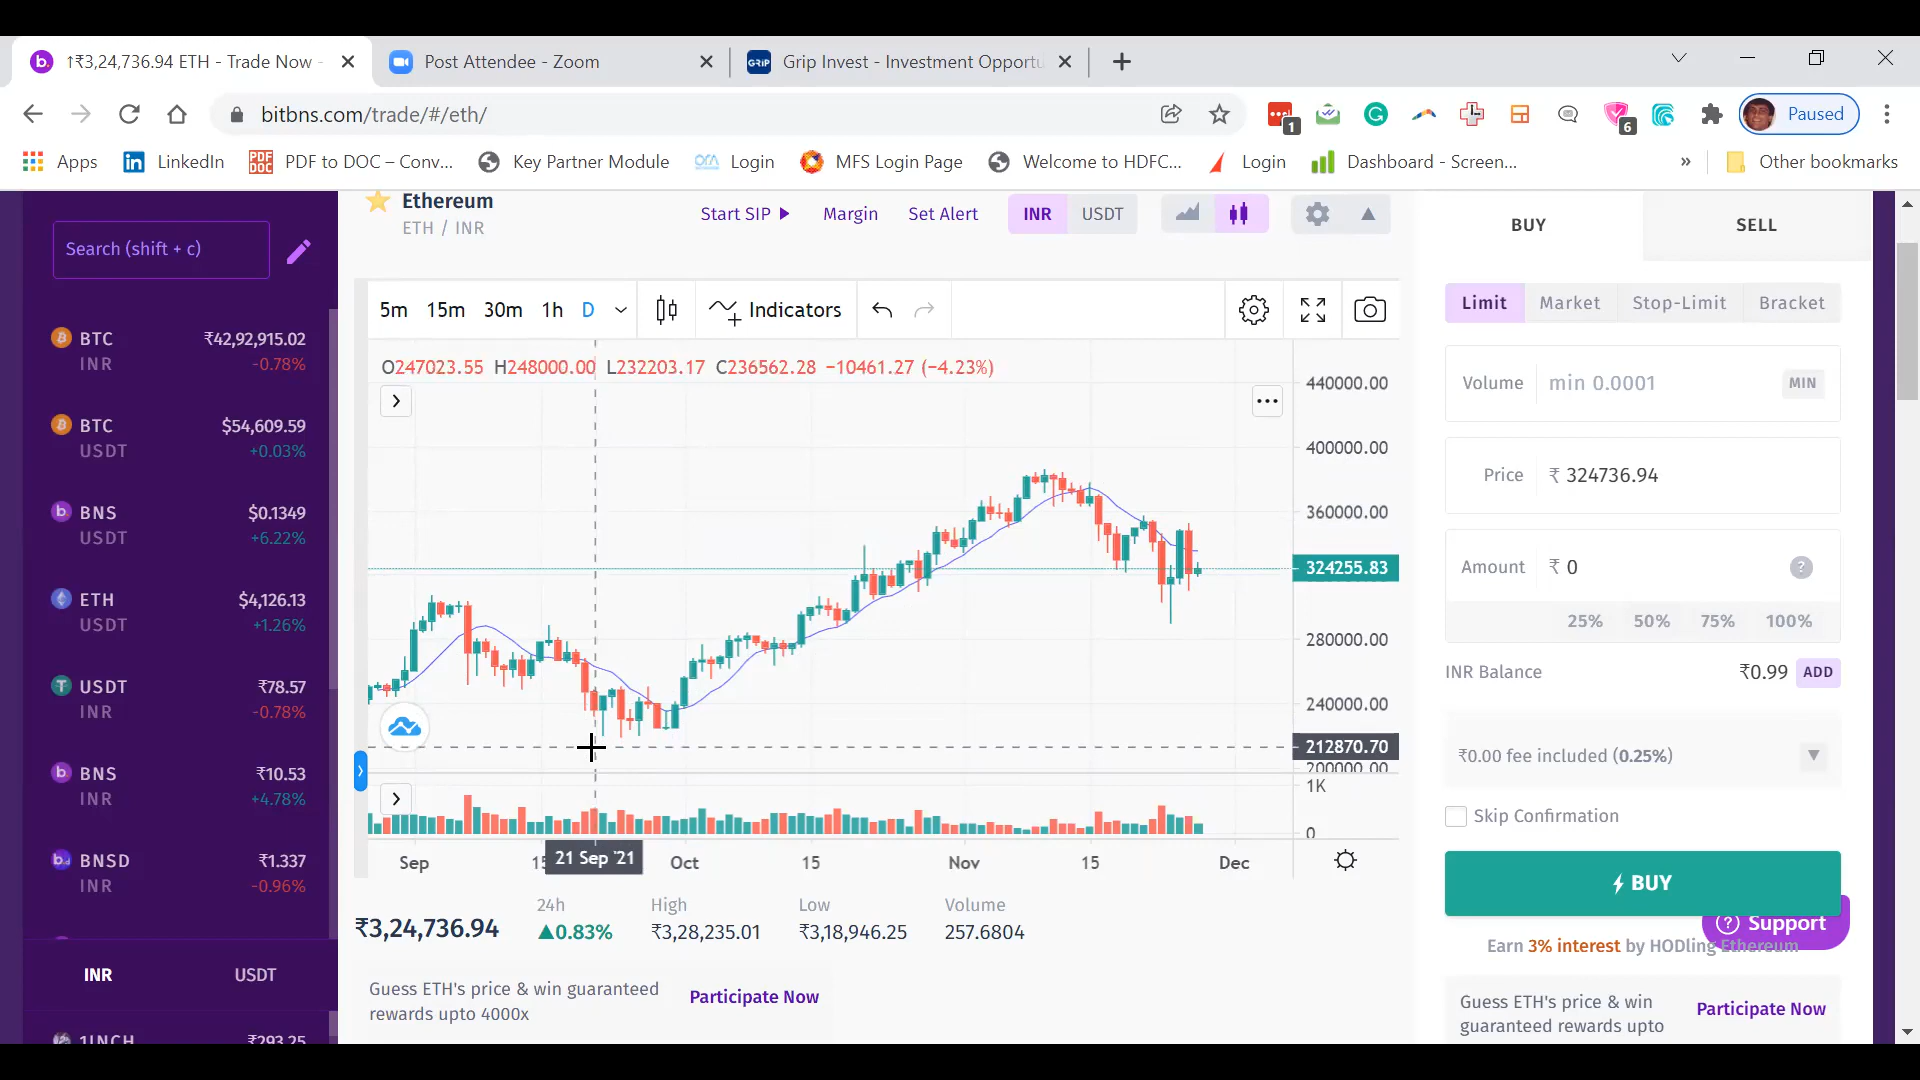 ↑₹3,24,736.94 ETH - Trade Now -
Post Attendee - Zoom
GRIP Grip Invest - Investment Opportu
bitbns.com/trade/#/eth/
1
6
Paused
Apps
LinkedIn
PDF to DOC – Conv...
Key Partner Module
Login
MFS Login Page
Welcome to HDFC...
Login
Dashboard - Screen...
»
Other bookmarks
Search (shift + c)
BTC ₹42,92,915.02
INR -0.78%
BTC $54,609.59
USDT +0.03%
BNS $0.1349
USDT +6.22%
ETH $4,126.13
USDT +1.26%
USDT ₹78.57
INR -0.78%
BNS ₹10.53
INR +4.78%
BNSD ₹1.337
INR -0.96%
INR USDT
1INCH ₹293.25
Ethereum
ETH / INR
Start SIP
Margin
Set Alert
INR USDT
5m 15m 30m 1h D
Indicators
O247023.55 H248000.00 L232203.17 C236562.28 −10461.27 (−4.23%)
440000.00
400000.00
360000.00
324255.83
280000.00
240000.00
212870.70
200000.00
1K
0
Sep 15 21 Sep '21 Oct 15 Nov 15 Dec
₹3,24,736.94
24h
▲0.83%
High
₹3,28,235.01
Low
₹3,18,946.25
Volume
257.6804
Guess ETH's price & win guaranteed
rewards upto 4000x
Participate Now
BUY SELL
Limit Market Stop-Limit Bracket
Volume min 0.0001 MIN
Price ₹ 324736.94
Amount ₹ 0 ?
25% 50% 75% 100%
INR Balance ₹0.99 ADD
₹0.00 fee included (0.25%)
Skip Confirmation
BUY
Support
Earn 3% interest by HODling Ethereum
Guess ETH's price & win
guaranteed rewards upto
Participate Now